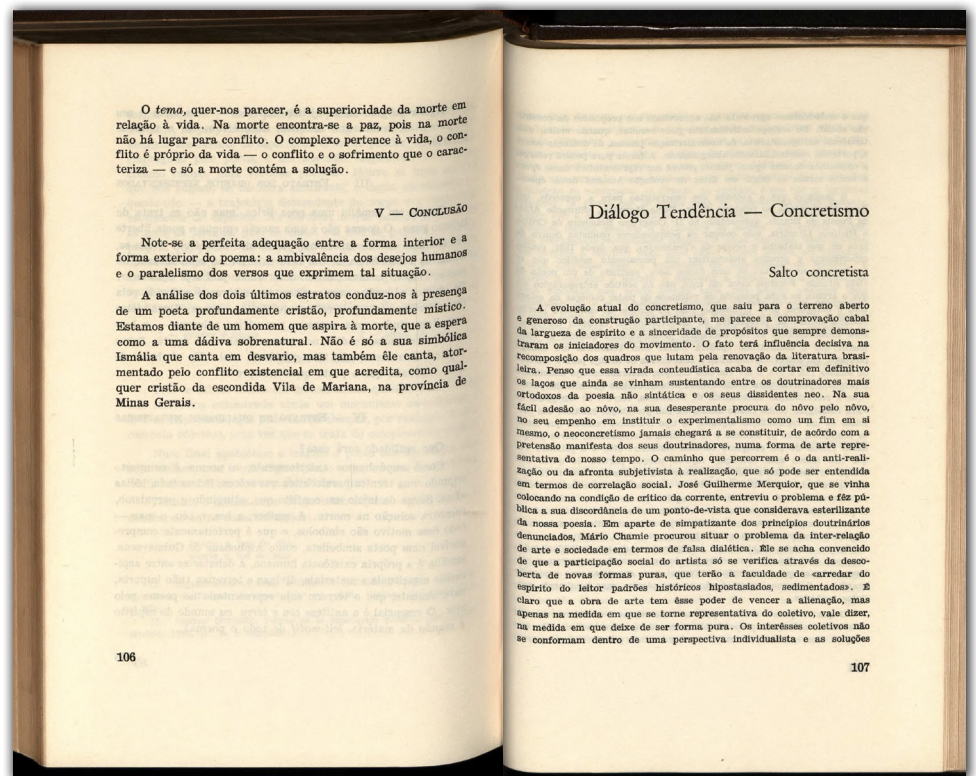 O tema, quer-nos parecer, é a superioridade da morte em
relação à vida. Na morte encontra-se a paz, pois na morte
não há lugar para conflito. O complexo pertence à vida, o con-
flito é próprio da vida — o conflito e o sofrimento que o carac-
teriza — e só a morte contém a solução.
V — CONCLUSÃO
Note-se a perfeita adequação entre a forma interior e a
forma exterior do poema: a ambivalência dos desejos humanos
e o paralelismo dos versos que exprimem tal situação.
A análise dos dois últimos estratos conduz-nos à presença
de um poeta profundamente cristão, profundamente místico.
Estamos diante de um homem que aspira à morte, que a espera
como a uma dádiva sobrenatural. Não é só a sua simbólica
Ismália que canta em desvario, mas também êle canta, ator-
mentado pelo conflito existencial em que acredita, como qual-
quer cristão da escondida Vila de Mariana, na província de
Minas Gerais.
106
Diálogo Tendência — Concretismo
Salto concretista
A evolução atual do concretismo, que saiu para o terreno aberto
e generoso da construção participante, me parece a comprovação cabal
da largueza de espírito e a sinceridade de propósitos que sempre demons-
traram os iniciadores do movimento. O fato terá influência decisiva na
recomposição dos quadros que lutam pela renovação da literatura brasi-
leira. Penso que essa virada conteudística acaba de cortar em definitivo
os laços que ainda se vinham sustentando entre os doutrinadores mais
ortodoxos da poesia não sintática e os seus dissidentes neo. Na sua
fácil adesão ao nôvo, na sua desesperante procura do nôvo pelo nôvo,
no seu empenho em instituir o experimentalismo como um fim em si
mesmo, o neoconcretismo jamais chegará a se constituir, de acôrdo com a
pretensão manifesta dos seus doutrinadores, numa forma de arte repre-
sentativa do nosso tempo. O caminho que percorrem é o da anti-reali-
zação ou da afronta subjetivista à realização, que só pode ser entendida
em termos de correlação social. José Guilherme Merquior, que se vinha
colocando na condição de crítico da corrente, entreviu o problema e fêz pú-
blica a sua discordância de um ponto-de-vista que considerava esterilizante
da nossa poesia. Em aparte de simpatizante dos princípios doutrinários
denunciados, Mário Chamie procurou situar o problema da inter-relação
de arte e sociedade em termos de falsa dialética. Êle se acha convencido
de que a participação social do artista só se verifica através da desco-
berta de novas formas puras, que terão a faculdade de «arredar do
espírito do leitor padrões históricos hipostasiados, sedimentados». É
claro que a obra de arte tem êsse poder de vencer a alienação, mas
apenas na medida em que se torne representativa do coletivo, vale dizer,
na medida em que deixe de ser forma pura. Os interêsses coletivos não
se conformam dentro de uma perspectiva individualista e as soluções
107